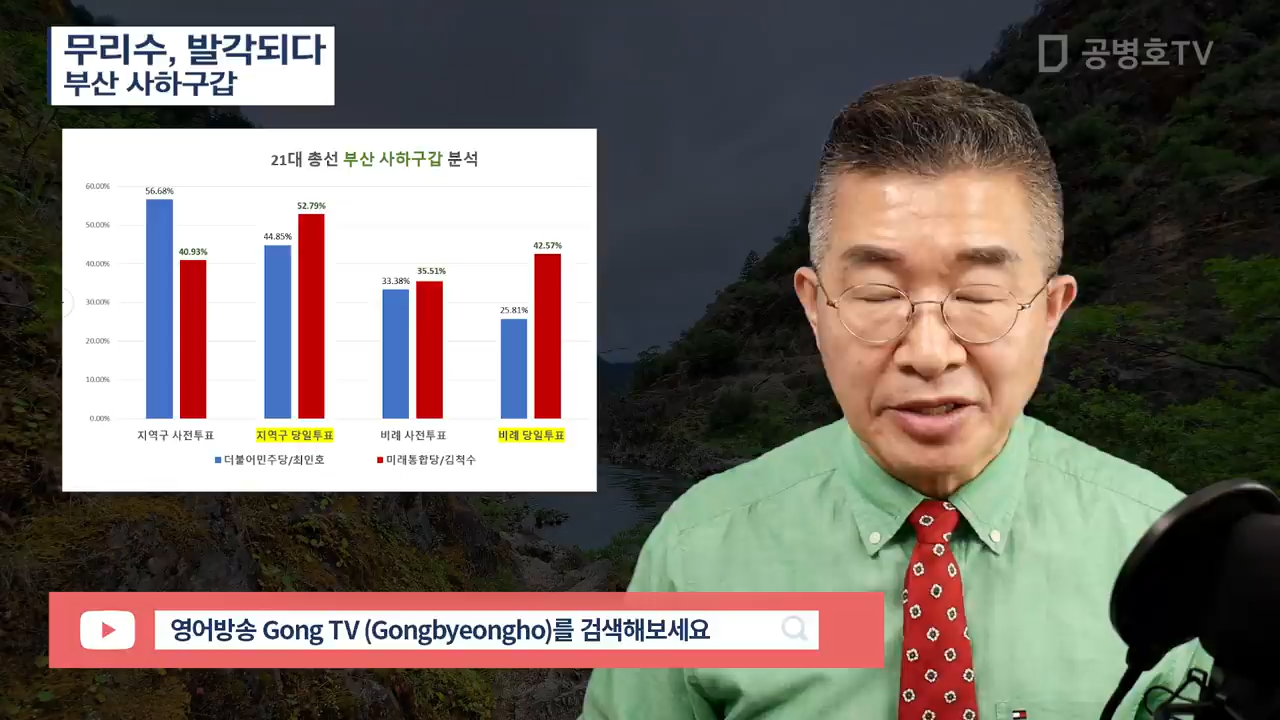 무리수, 발각되다
부산 사하구갑
공병호TV
21대 총선 부산 사하구갑 분석
60.00%
50.00%
40.00%
30.00%
20.00%
10.00%
0.00%
56.68%
40.93%
44.85%
52.79%
33.38%
35.51%
25.81%
42.57%
지역구 사전투표
지역구 당일투표
비례 사전투표
비례 당일투표
더불어민주당/최인호
미래통합당/김척수
영어방송 Gong TV (Gongbyeongho)를 검색해보세요